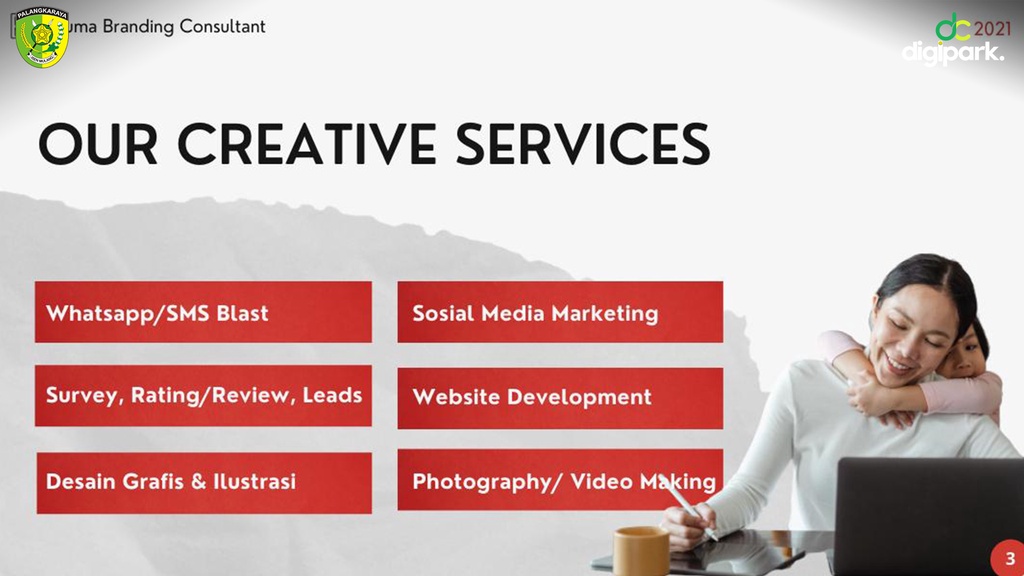 PALANGKARAYA
uma Branding Consultant
dc 2021
digipark.
OUR CREATIVE SERVICES
Whatsapp/SMS Blast
Sosial Media Marketing
Survey, Rating/Review, Leads
Website Development
Desain Grafis & Ilustrasi
Photography/ Video Making
3